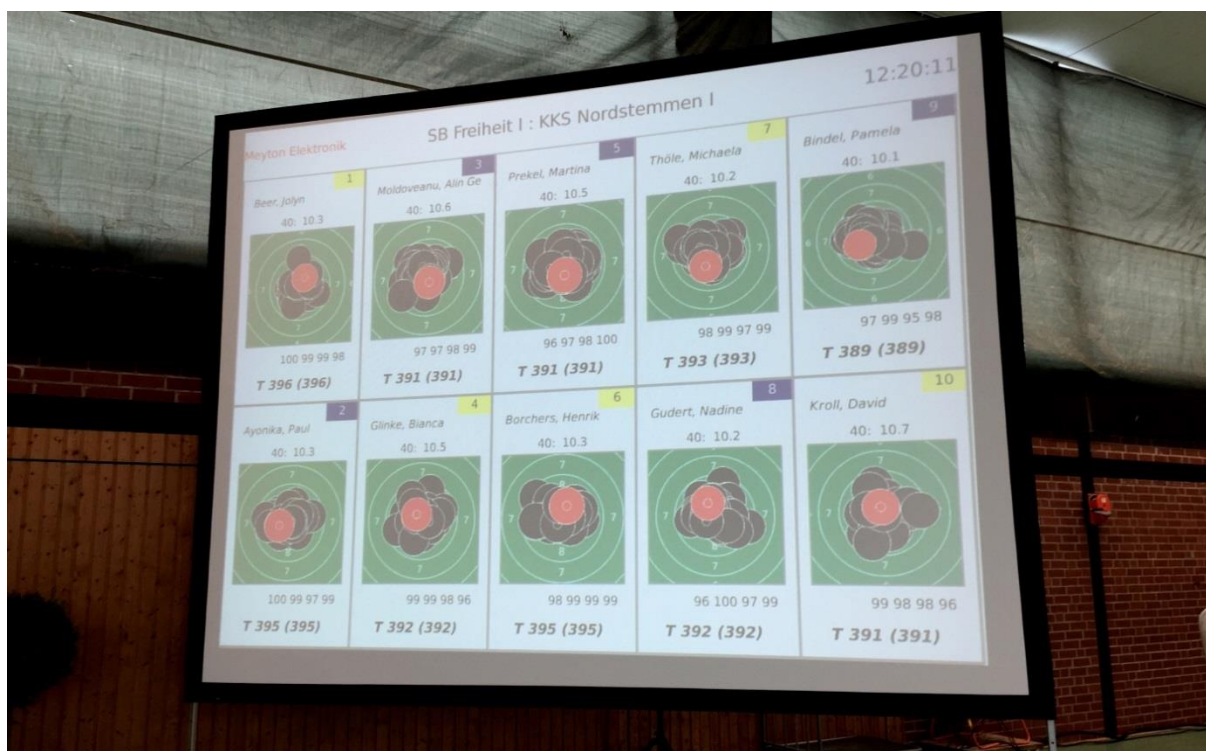 12:20:11
SB Freiheit I : KKS Nordstemmen I
Meyton Elektronik
1
Beer, Jolyn
40: 10.3
100 99 99 98
T 396 (396)
3
Moldoveanu, Alin Ge
40: 10.6
97 97 98 99
T 391 (391)
5
Prekel, Martina
40: 10.5
96 97 98 100
T 391 (391)
7
Thöle, Michaela
40: 10.2
98 99 97 99
T 393 (393)
9
Bindel, Pamela
40: 10.1
97 99 95 98
T 389 (389)
2
Ayonika, Paul
40: 10.3
100 99 97 99
T 395 (395)
4
Glinke, Bianca
40: 10.5
99 99 98 96
T 392 (392)
6
Borchers, Henrik
40: 10.3
98 99 99 99
T 395 (395)
8
Gudert, Nadine
40: 10.2
96 100 97 99
T 392 (392)
10
Kroll, David
40: 10.7
99 98 98 96
T 391 (391)